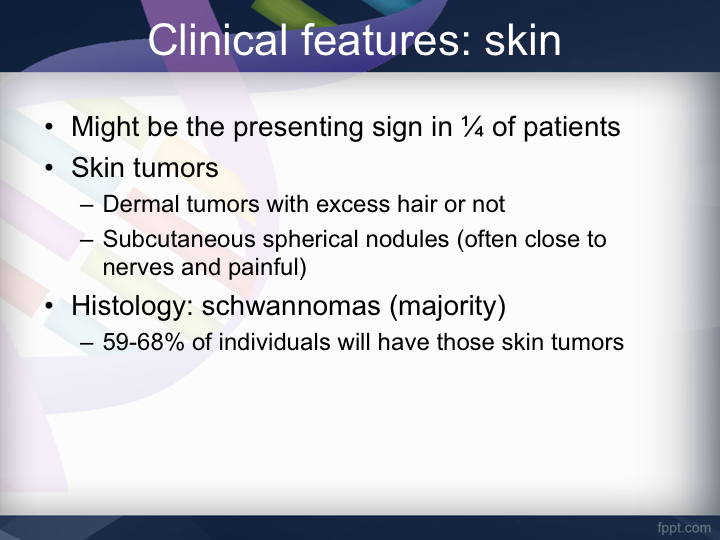 Clinical features: skin
• Might be the presenting sign in ¼ of patients
• Skin tumors
– Dermal tumors with excess hair or not
– Subcutaneous spherical nodules (often close to
nerves and painful)
• Histology: schwannomas (majority)
– 59-68% of individuals will have those skin tumors
fppt.com